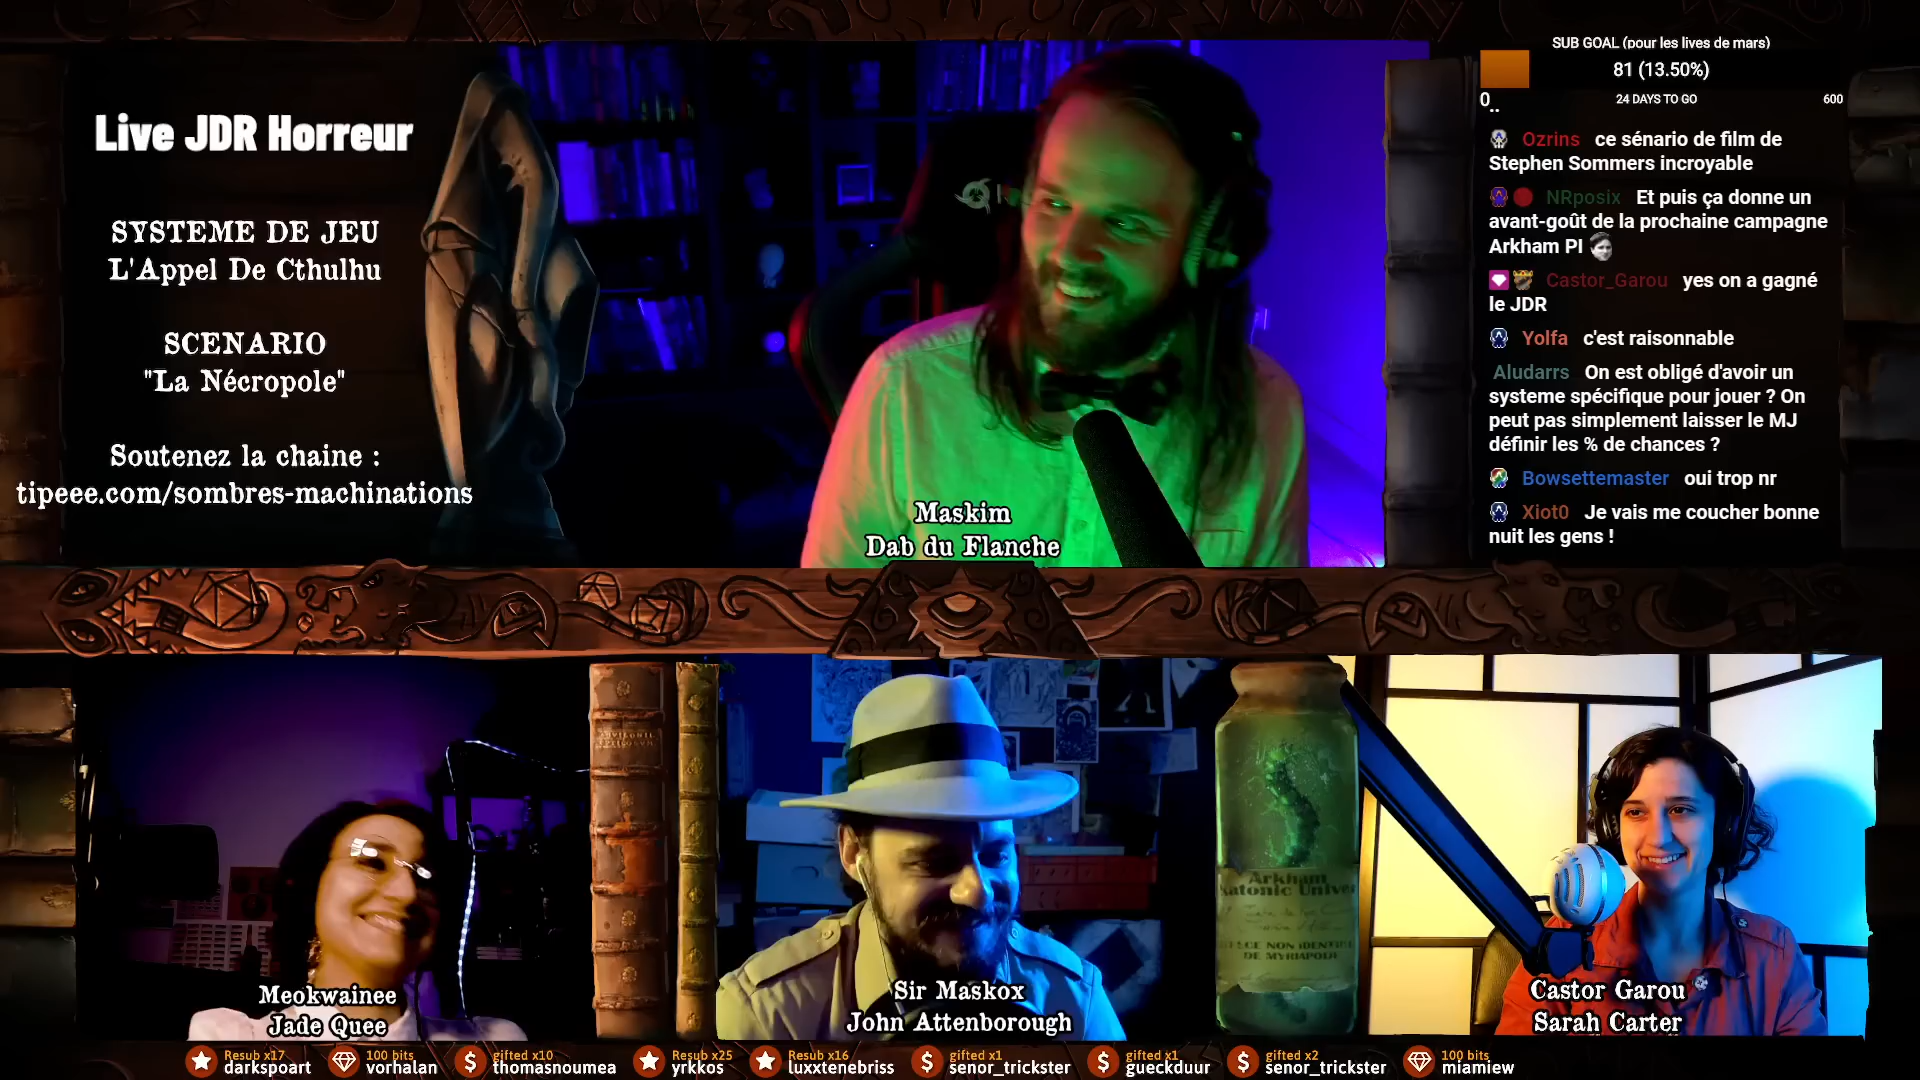 Live JDR Horreur
SYSTEME DE JEU
L'Appel De Cthulhu
SCENARIO
"La Nécropole"
Soutenez la chaine :
tipeee.com/sombres-machinations
Maskim
Dab du Flanche
SUB GOAL (pour les lives de mars)
81 (13.50%)
0
24 DAYS TO GO
600
Ozrins ce sénario de film de
Stephen Sommers incroyable
NRposix Et puis ça donne un
avant-goût de la prochaine campagne
Arkham PI
Castor_Garou yes on a gagné
le JDR
Yolfa c'est raisonnable
Aludarrs On est obligé d'avoir un
systeme spécifique pour jouer ? On
peut pas simplement laisser le MJ
définir les % de chances ?
Bowsettemaster oui trop nr
Xiot0 Je vais me coucher bonne
nuit les gens !
Meokwainee
Jade Quee
Sir Maskox
John Attenborough
Arkham
NON IDENTIFIE
DE MYRIAPODE
Castor Garou
Sarah Carter
Resub x17
darkspoart
100 bits
vorhalan
gifted x10
thomasnoumea
Resub x25
yrkkos
Resub x16
luxxtenebriss
gifted x1
senor_trickster
gifted x1
gueckduur
gifted x2
senor_trickster
100 bits
miamiew